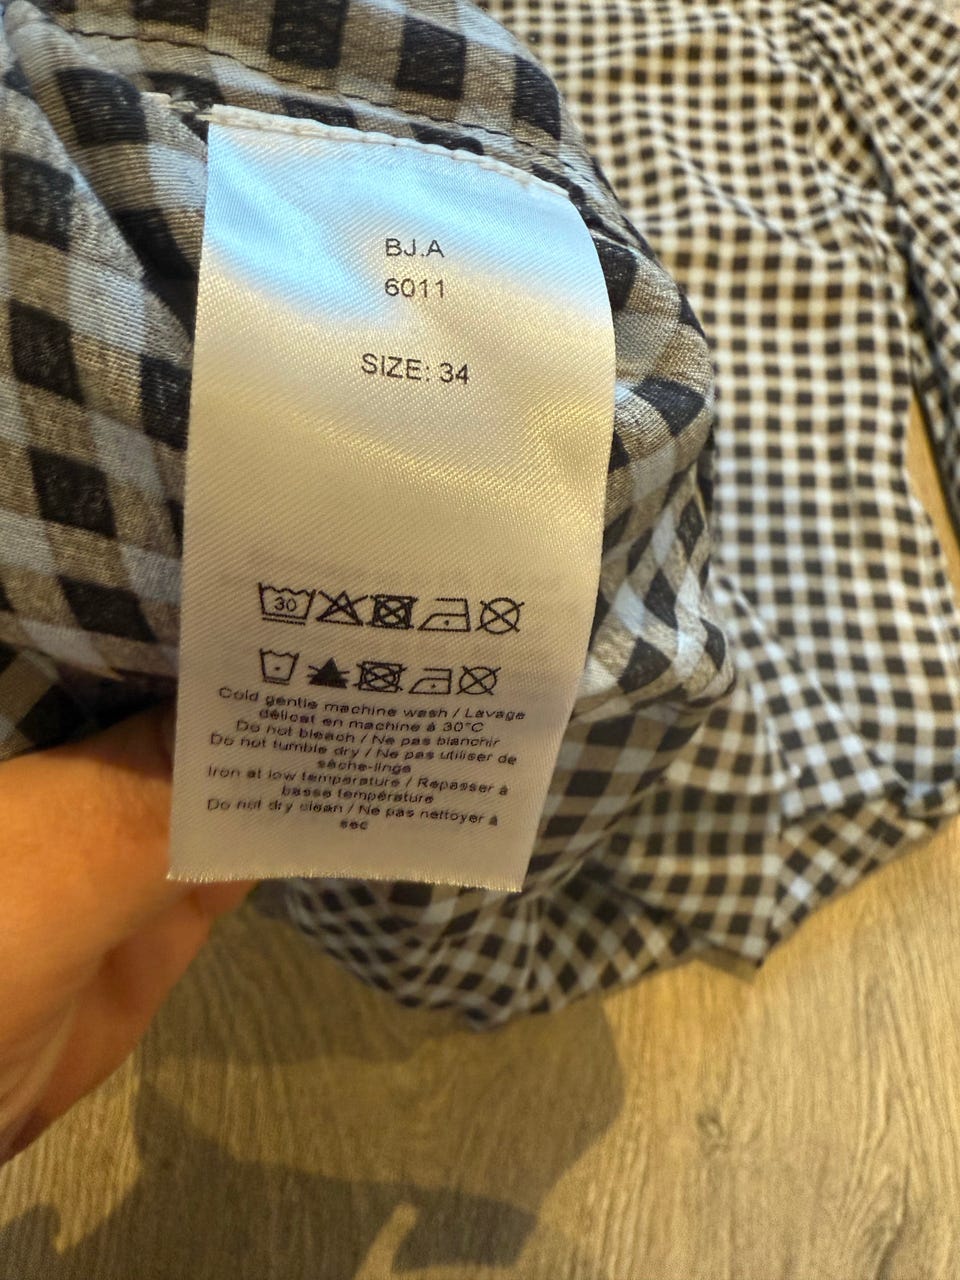 BJ.A
6011
SIZE: 34
30
Cold gentle machine wash / Lavage
délicat en machine à 30°C
Do not bleach / Ne pas blanchir
Do not tumble dry / Ne pas utiliser de
sèche-linge
Iron at low temperature / Repasser à
basse température
Do not dry clean / Ne pas nettoyer à
sec